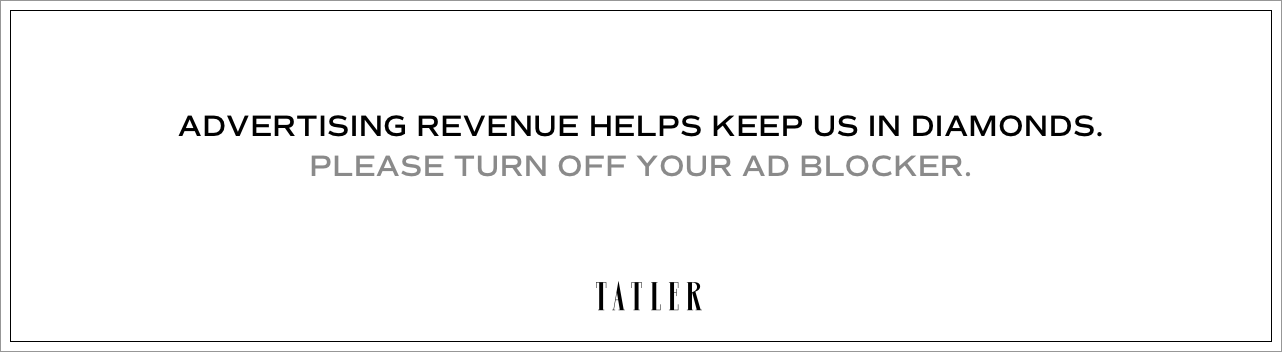 ADVERTISING REVENUE HELPS KEEP US IN DIAMONDS.
PLEASE TURN OFF YOUR AD BLOCKER.
TATLER